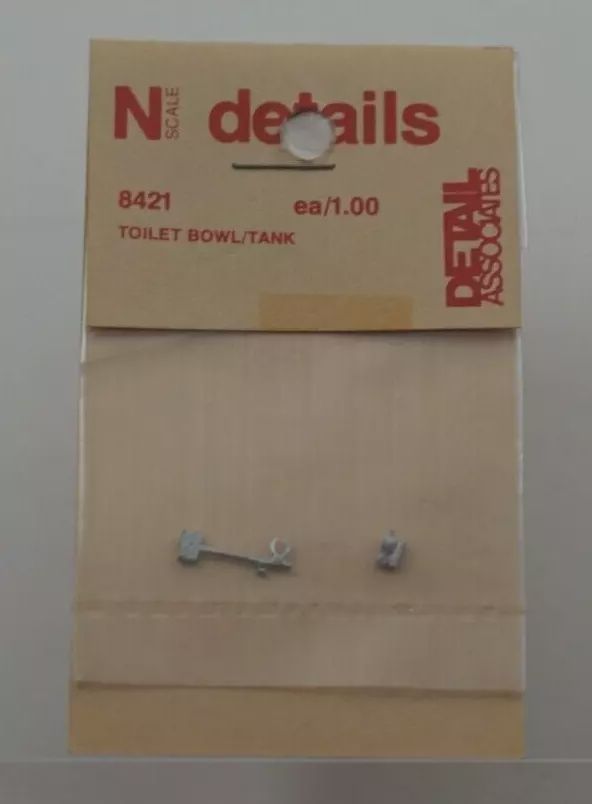 N SCALE details
8421 ea/1.00
TOILET BOWL/TANK
DETAIL
ASSOCIATES